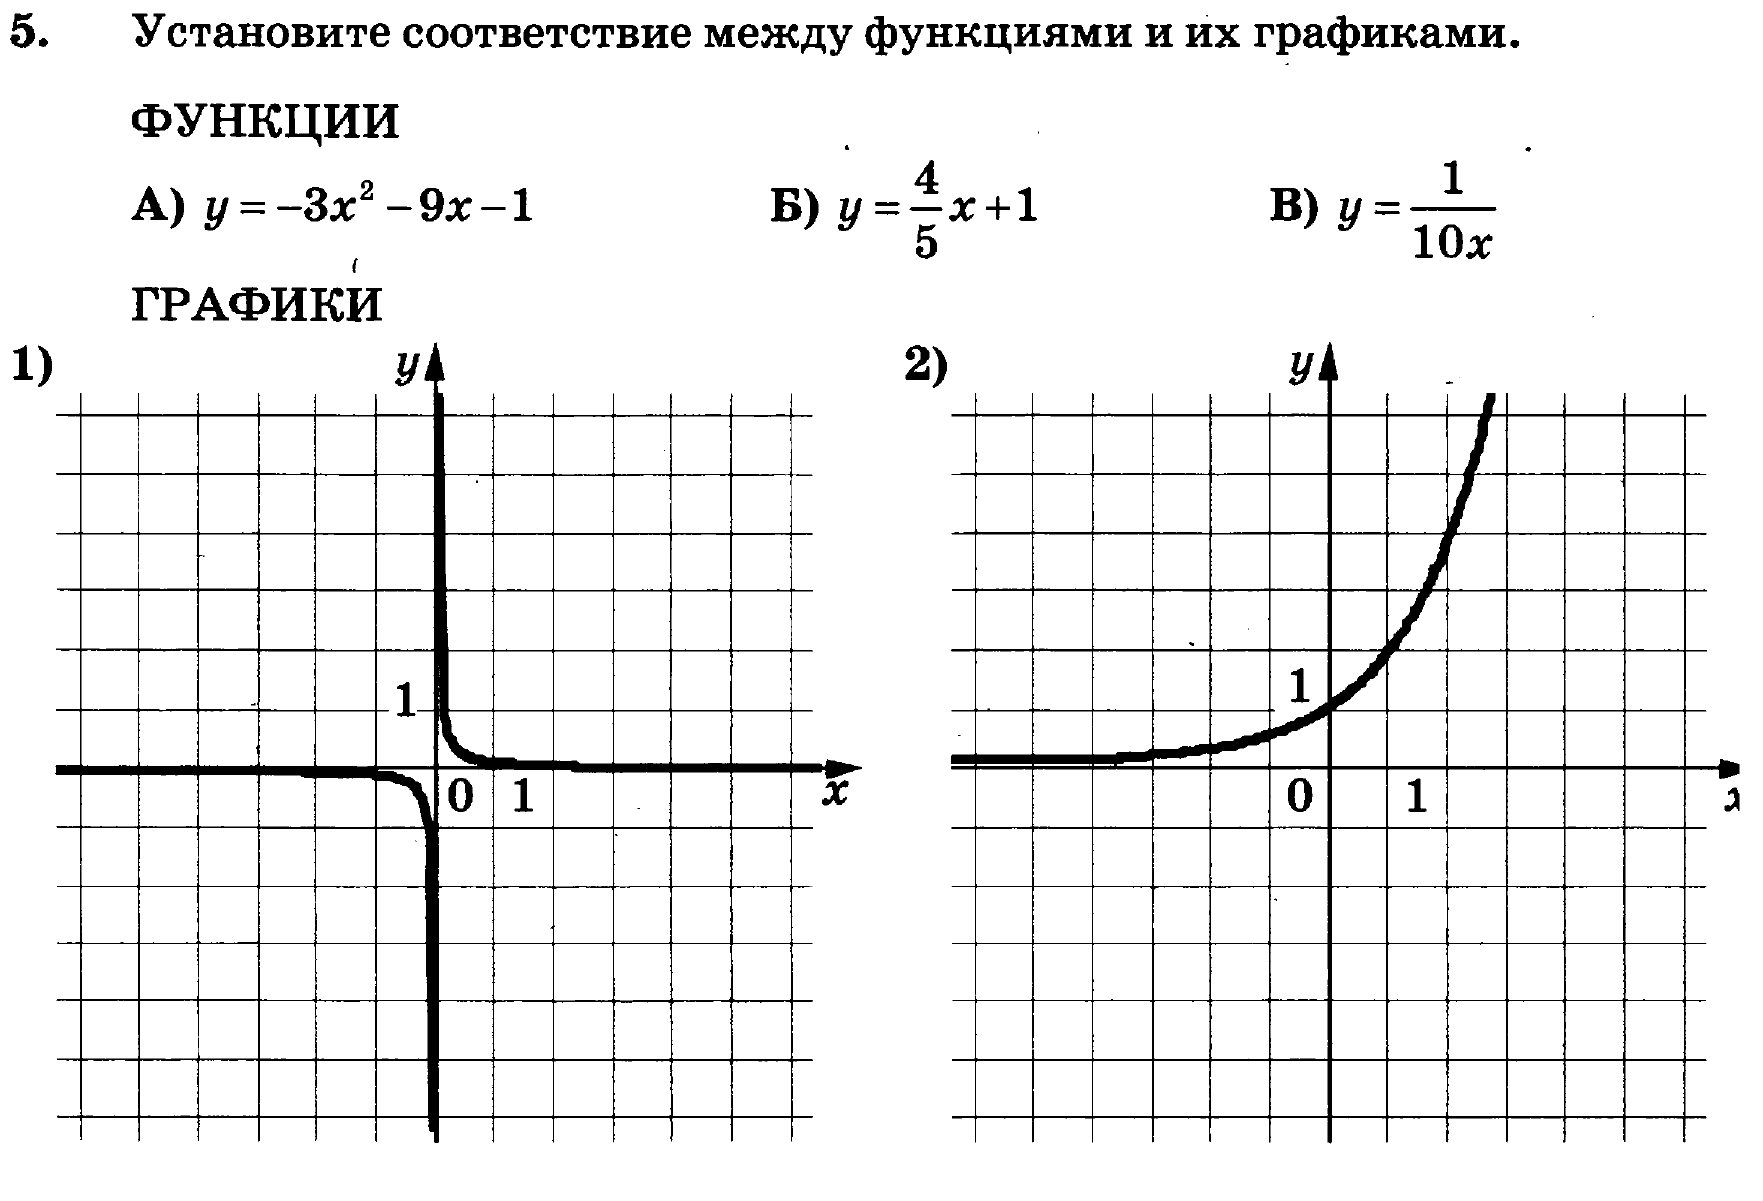 5. Установите соответствие между функциями и их графиками.
ФУНКЦИИ
А) y = –3x² – 9x – 1 Б) y = 4/5 x + 1 В) y = 1/10x
ГРАФИКИ
1) 2)
y y
1 1
0 1 x 0 1 x